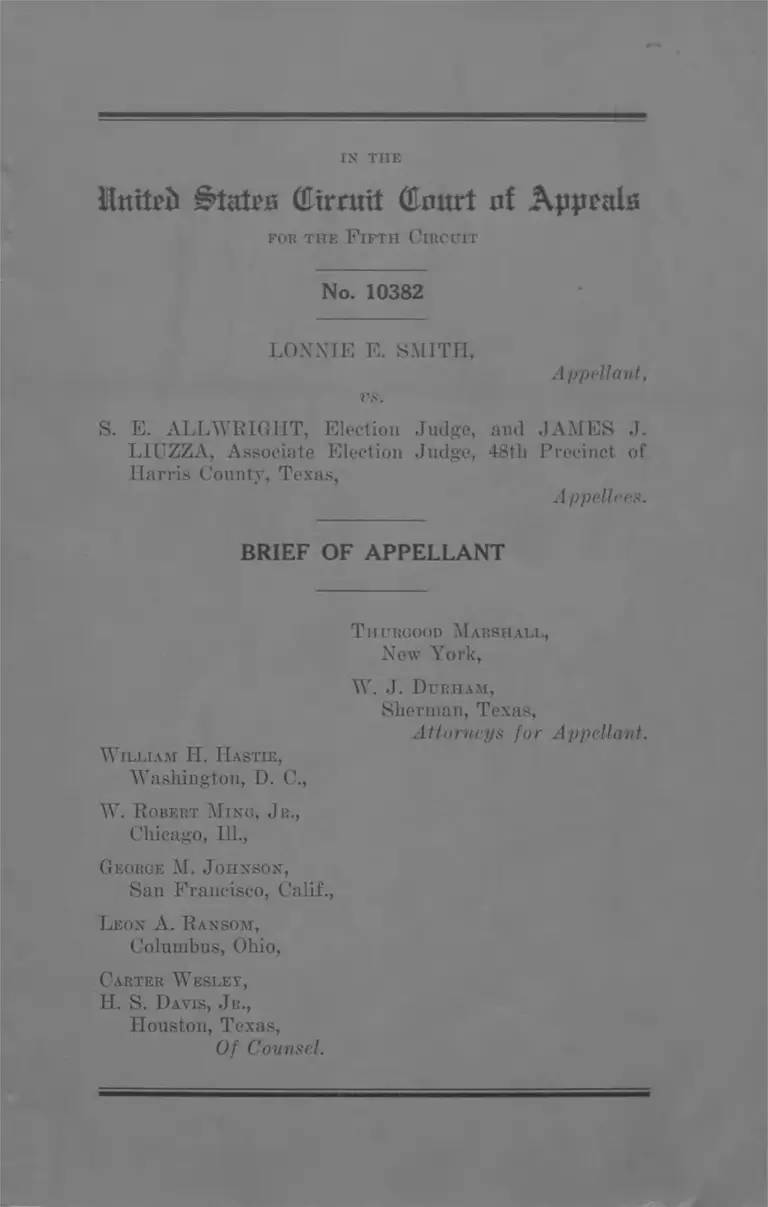 IN THE
United States Circuit Court of Appeals
FOR THE FIFTH CIRCUIT
No. 10382
LONNIE E. SMITH,
Appellant,
vs.
S. E. ALLWRIGHT, Election Judge, and JAMES J.
LIUZZA, Associate Election Judge, 48th Precinct of
Harris County, Texas,
Appellees.
BRIEF OF APPELLANT
THURGOOD MARSHALL,
New York,
W. J. DURHAM,
Sherman, Texas,
Attorneys for Appellant.
WILLIAM H. HASTIE,
Washington, D. C.,
W. ROBERT MING, JR.,
Chicago, Ill.,
GEORGE M. JOHNSON,
San Francisco, Calif.,
LEON A. RANSOM,
Columbus, Ohio,
CARTER WESLEY,
H. S. DAVIS, JR.,
Houston, Texas,
Of Counsel.